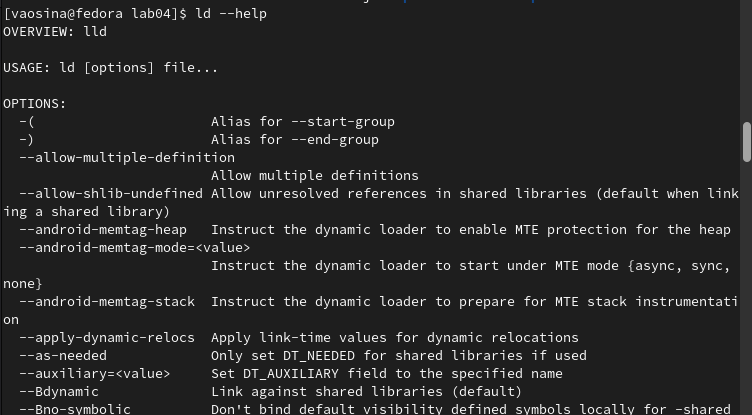 [vaosina@fedora lab04]$ ld --help
OVERVIEW: lld
USAGE: ld [options] file...
OPTIONS:
  -(                      Alias for --start-group
  -)                      Alias for --end-group
  --allow-multiple-definition
                          Allow multiple definitions
  --allow-shlib-undefined Allow unresolved references in shared libraries (default when link
ing a shared library)
  --android-memtag-heap   Instruct the dynamic loader to enable MTE protection for the heap
  --android-memtag-mode=<value>
                          Instruct the dynamic loader to start under MTE mode {async, sync,
none}
  --android-memtag-stack  Instruct the dynamic loader to prepare for MTE stack instrumentati
on
  --apply-dynamic-relocs  Apply link-time values for dynamic relocations
  --as-needed             Only set DT_NEEDED for shared libraries if used
  --auxiliary=<value>     Set DT_AUXILIARY field to the specified name
  --Bdynamic              Link against shared libraries (default)
  --Bno-symbolic          Don't bind default visibility defined symbols locally for -shared